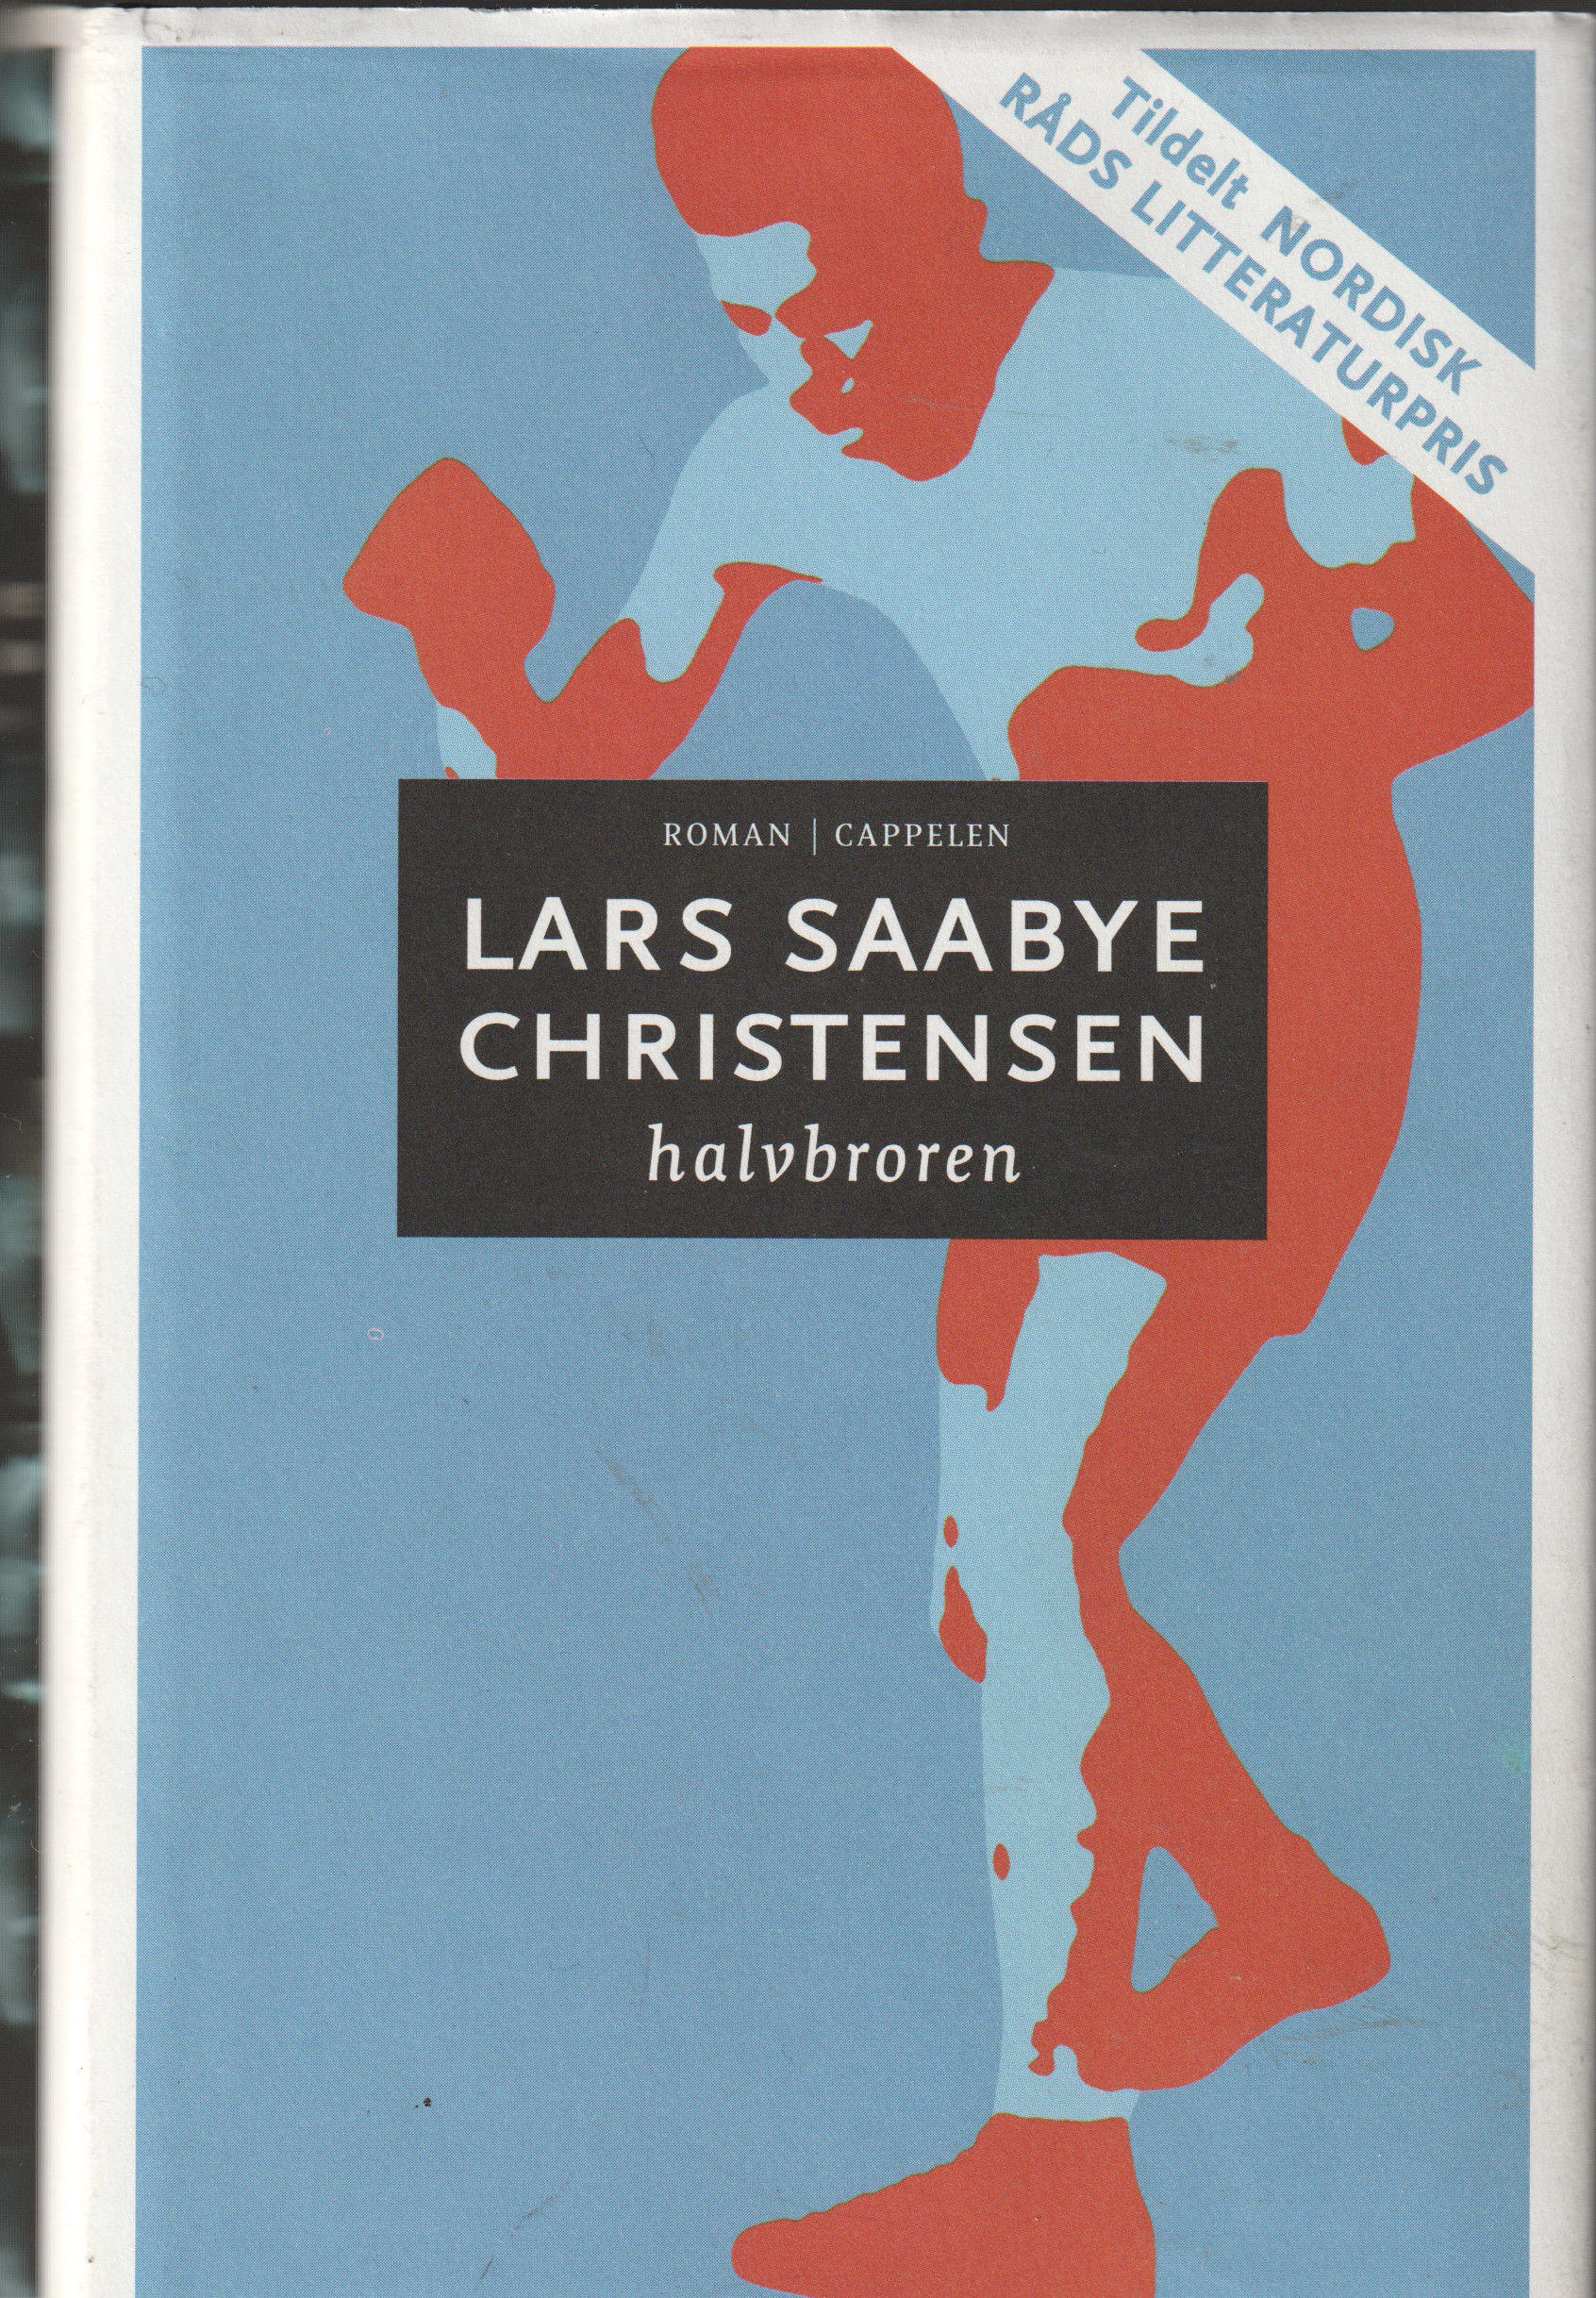 Tildelt NORDISK
RÅDS LITTERATURPRIS
ROMAN | CAPPELEN
LARS SAABYE
CHRISTENSEN
halvbroren